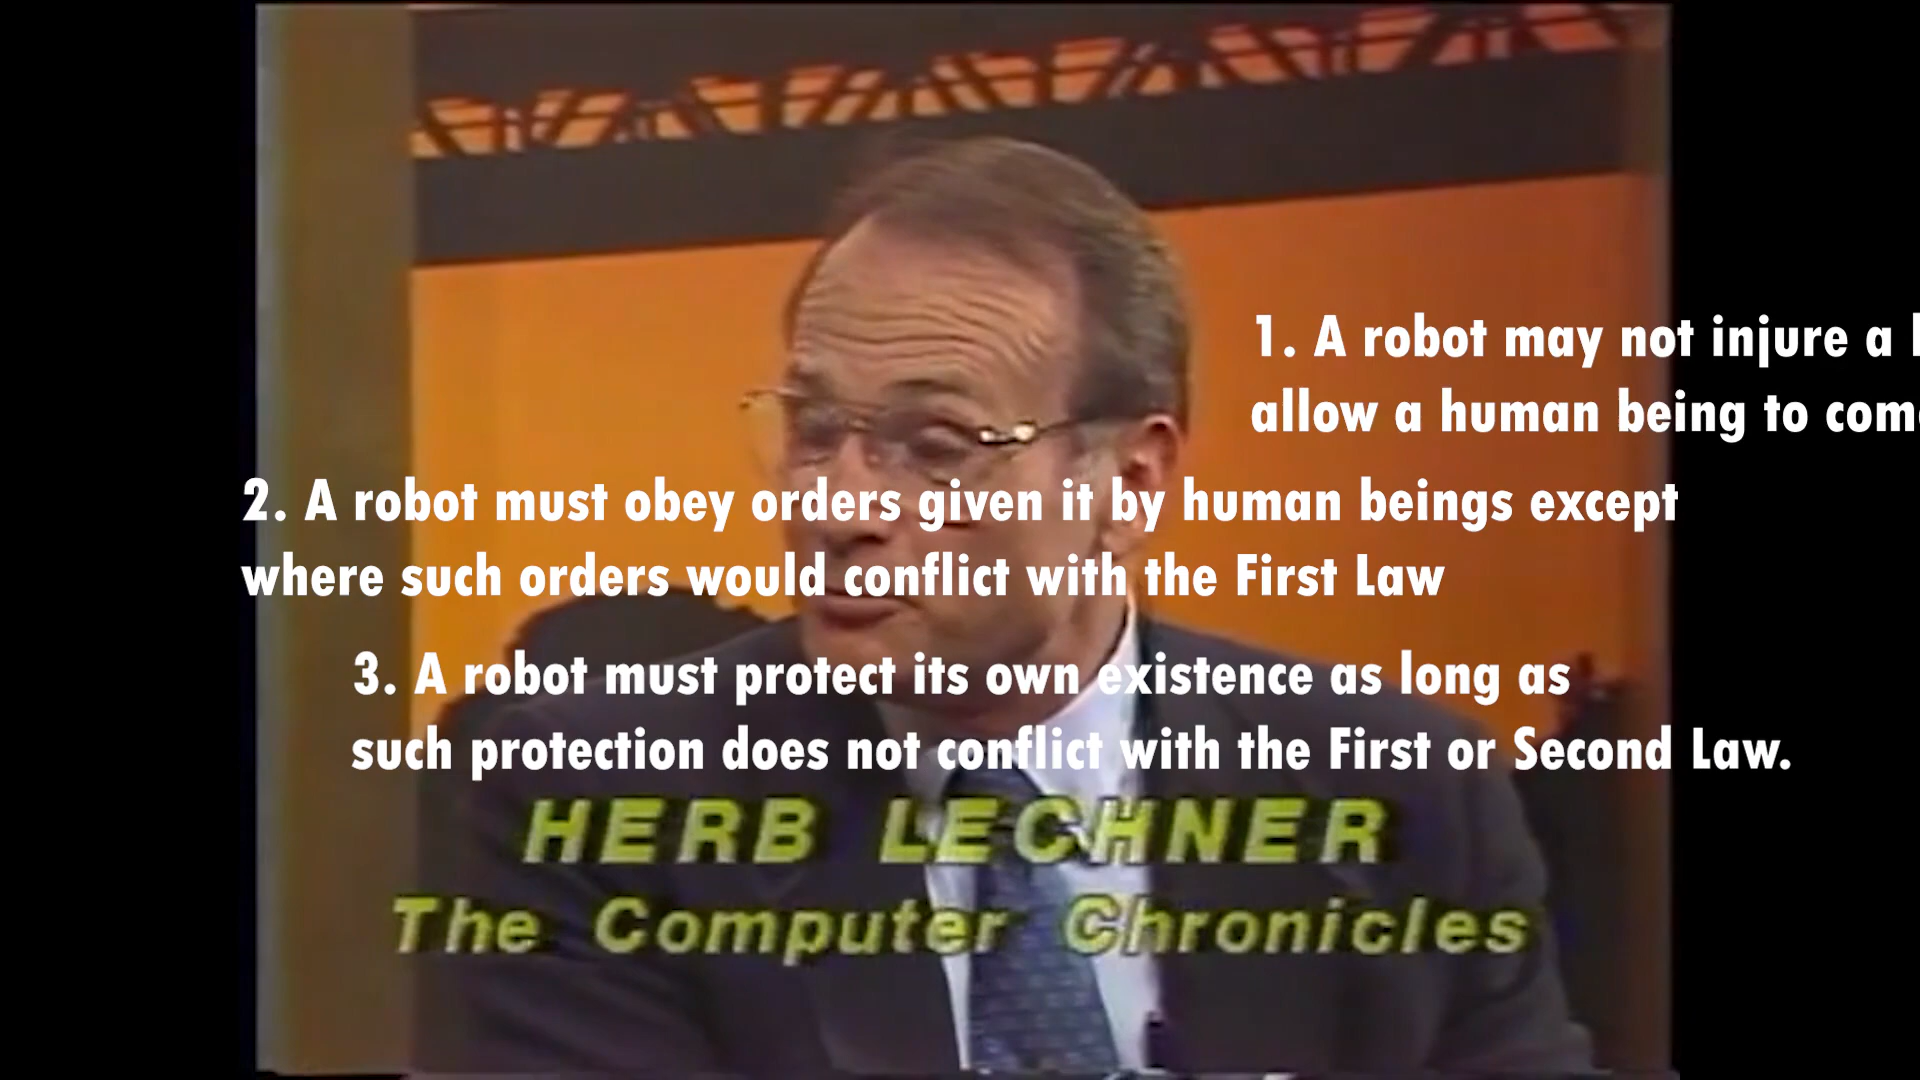 1. A robot may not injure a
allow a human being to
2. A robot must obey orders given it by human beings except
where such orders would conflict with the First Law
3. A robot must protect its own existence as long as
such protection does not conflict with the First or Second Law.
HERB LECHNER
The Computer Chronicles